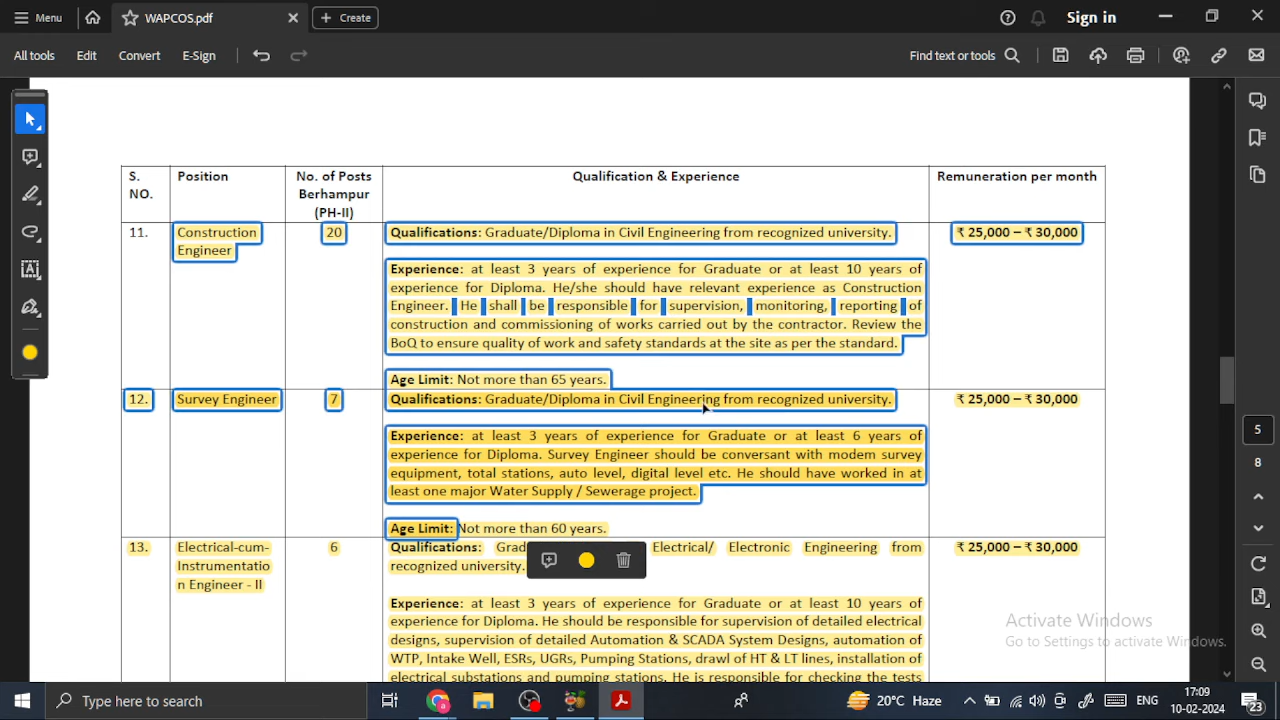 Menu
WAPCOS.pdf
Create
Sign in
All tools Edit Convert E-Sign
Find text or tools
S. NO.
Position
No. of Posts Berhampur (PH-II)
Qualification & Experience
Remuneration per month
11.
Construction
Engineer
20
Qualifications: Graduate/Diploma in Civil Engineering from recognized university.
Experience: at least 3 years of experience for Graduate or at least 10 years of
experience for Diploma. He/she should have relevant experience as Construction
Engineer. He shall be responsible for supervision, monitoring, reporting of
construction and commissioning of works carried out by the contractor. Review the
BoQ to ensure quality of work and safety standards at the site as per the standard.
Age Limit: Not more than 65 years.
₹ 25,000 – ₹ 30,000
12.
Survey Engineer
7
Qualifications: Graduate/Diploma in Civil Engineering from recognized university.
Experience: at least 3 years of experience for Graduate or at least 6 years of
experience for Diploma. Survey Engineer should be conversant with modem survey
equipment, total stations, auto level, digital level etc. He should have worked in at
least one major Water Supply / Sewerage project.
Age Limit: Not more than 60 years.
₹ 25,000 – ₹ 30,000
13.
Electrical-cum-
Instrumentatio
n Engineer - II
6
Qualifications: Electrical/ Electronic Engineering from
recognized university.
Experience: at least 3 years of experience for Graduate or at least 10 years of
experience for Diploma. He should be responsible for supervision of detailed electrical
designs, supervision of detailed Automation & SCADA System Designs, automation of
WTP, Intake Well, ESRs, UGRs, Pumping Stations, drawl of HT & LT lines, installation of
electrical substations and pumping stations. He is responsible for checking the tests
₹ 25,000 – ₹ 30,000
5
8
Activate Windows
Go to Settings to activate Windows.
Type here to search
20°C Haze
ENG
17:09
10-02-2024
23